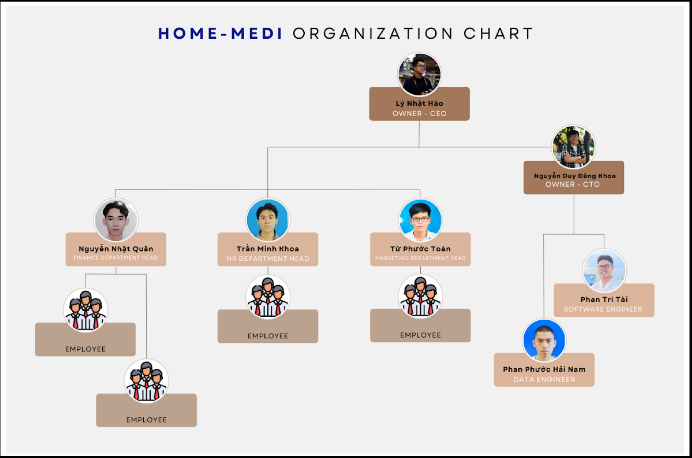 HOME-MEDI ORGANIZATION CHART
Lý Nhật Hào
OWNER - CEO
Nguyễn Duy Đăng Khoa
OWNER - CTO
Nguyễn Nhật Quân
FINANCE DEPARTMENT HEAD
Trần Minh Khoa
HR DEPARTMENT HEAD
Từ Phước Toàn
MARKETING DEPARTMENT HEAD
Phan Trí Tài
SOFTWARE ENGINEER
EMPLOYEE
EMPLOYEE
EMPLOYEE
Phan Phước Hải Nam
DATA ENGINEER
EMPLOYEE